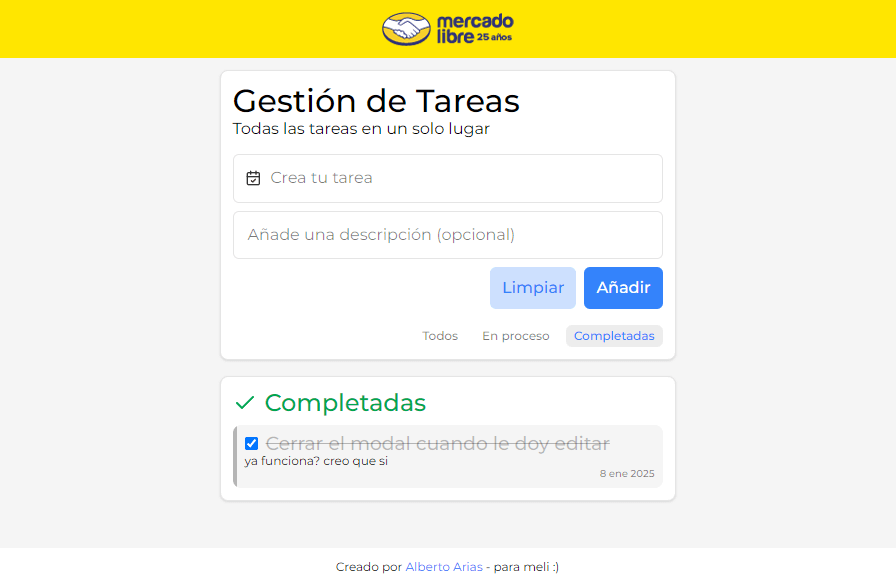 mercado
libre 25 años
Gestión de Tareas
Todas las tareas en un solo lugar
Crea tu tarea
Añade una descripción (opcional)
Limpiar Añadir
Todos En proceso Completadas
Completadas
Cerrar el modal cuando le doy editar
ya funciona? creo que si
8 ene 2025
Creado por Alberto Arias - para meli :)